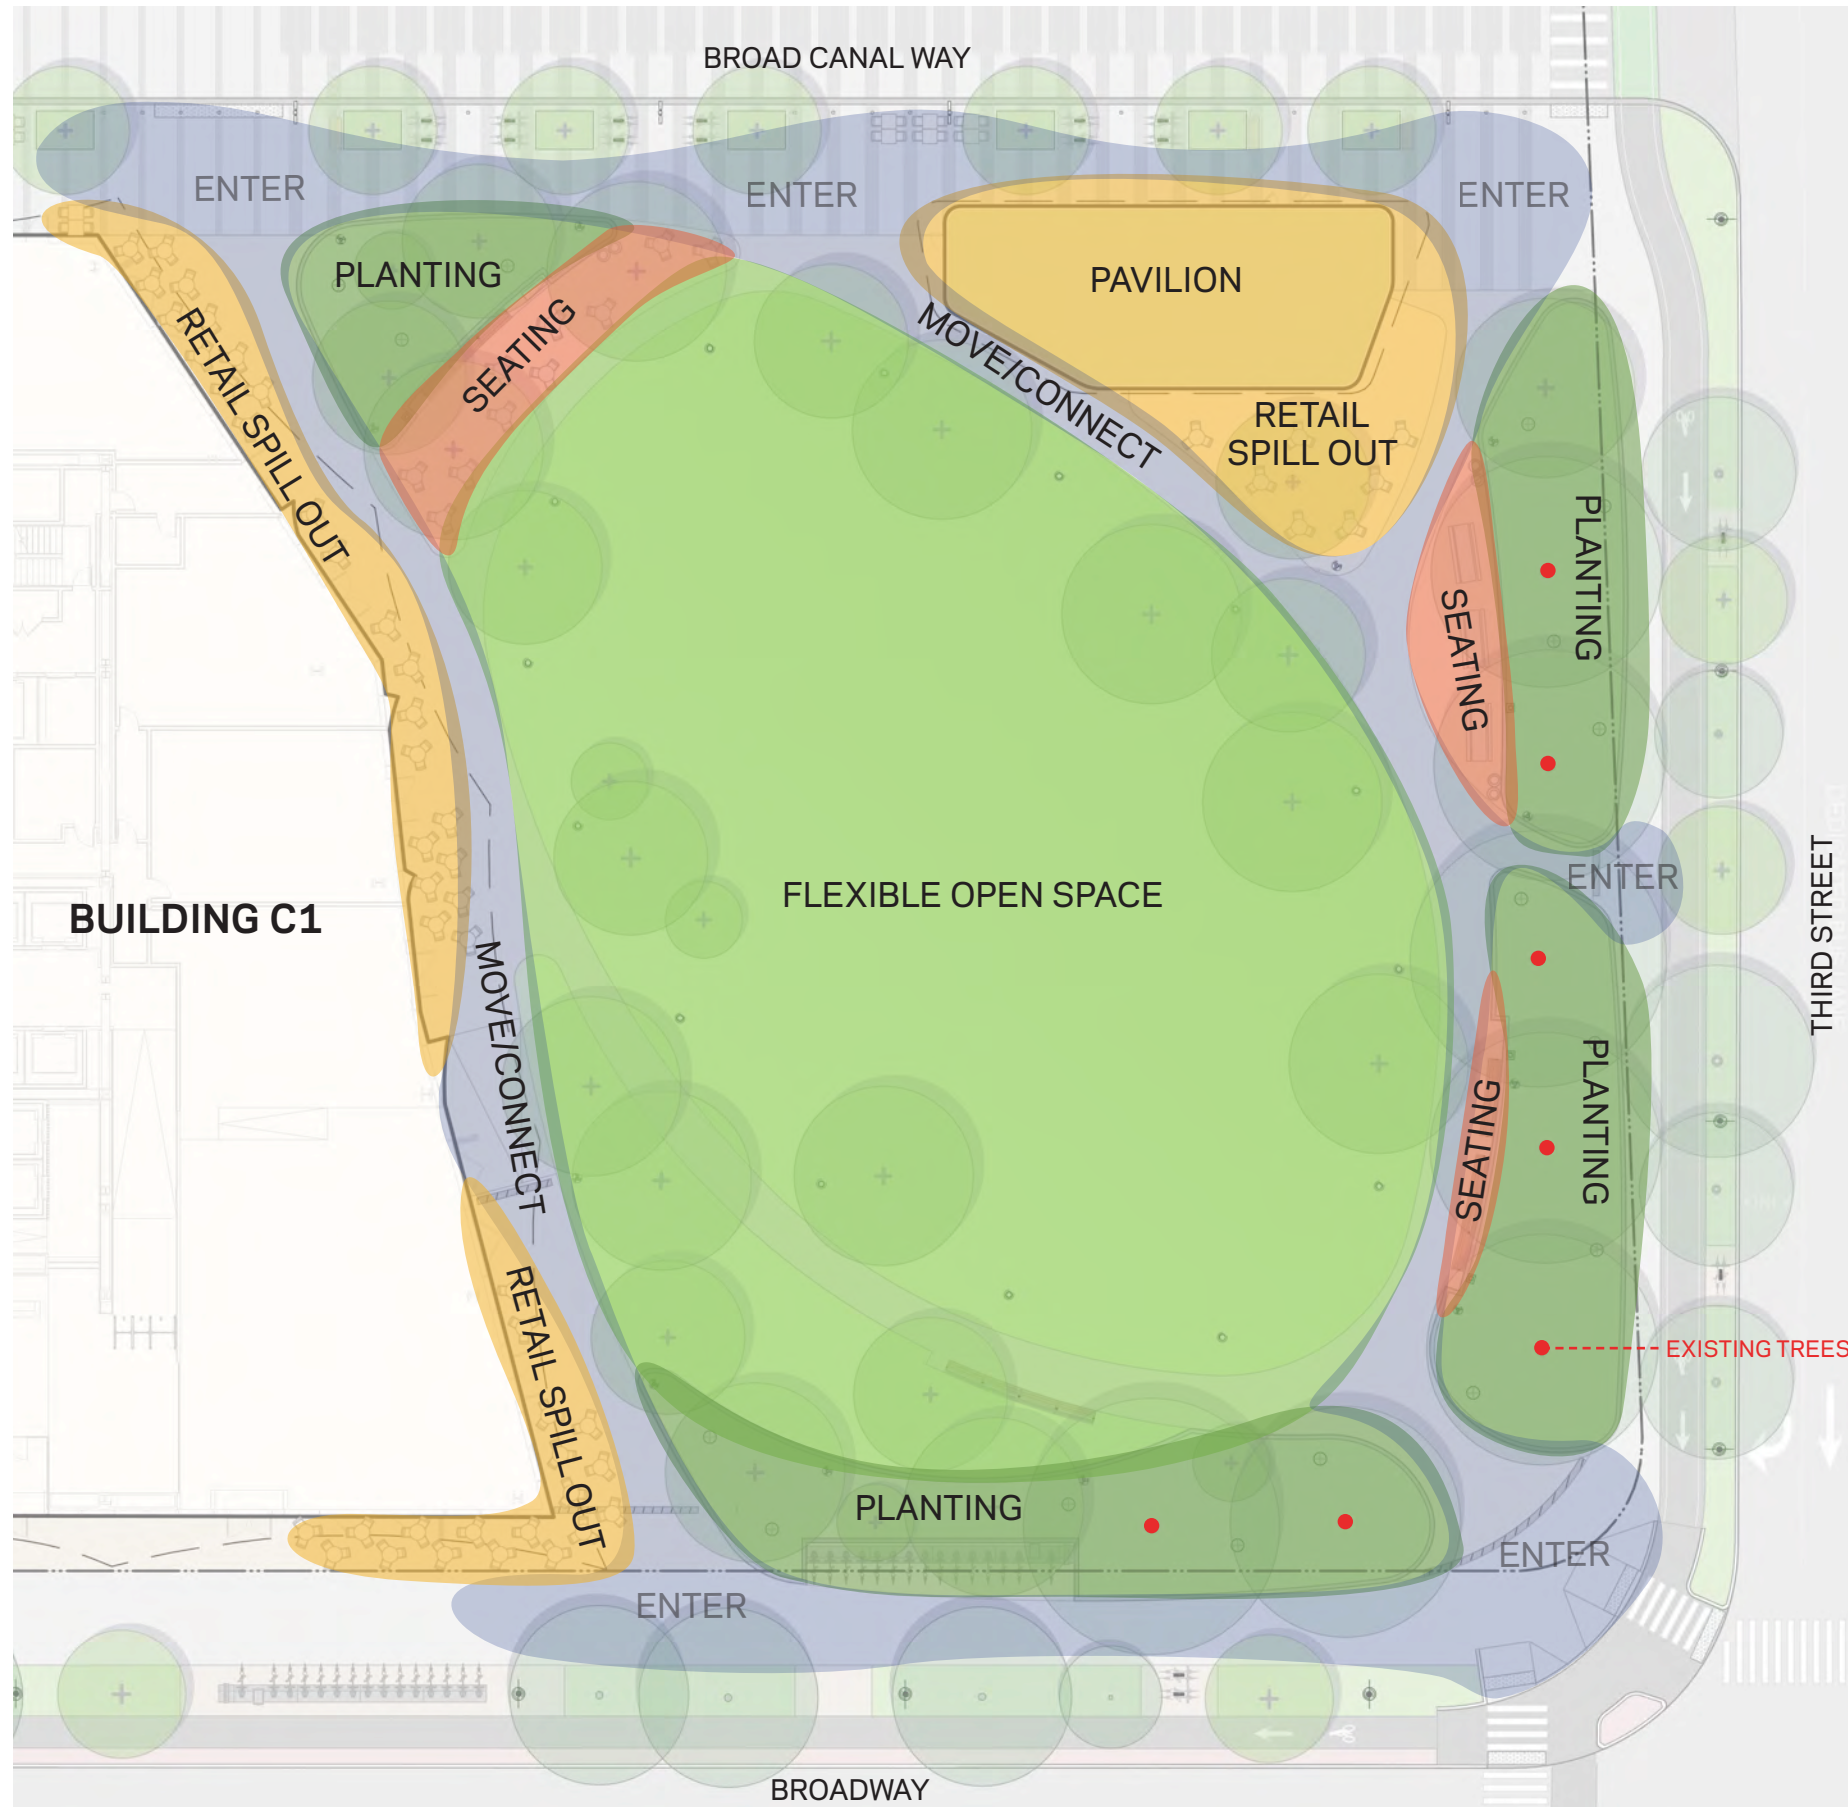 BROAD CANAL WAY
ENTER
ENTER
ENTER
PLANTING
PAVILION
SEATING
RETAIL SPILL OUT
MOVE/CONNECT
RETAIL
SPILL OUT
PLANTING
SEATING
ENTER
FLEXIBLE OPEN SPACE
BUILDING C1
THIRD STREET
MOVE/CONNECT
SEATING
PLANTING
EXISTING TREES
RETAIL SPILL OUT
PLANTING
ENTER
ENTER
BROADWAY